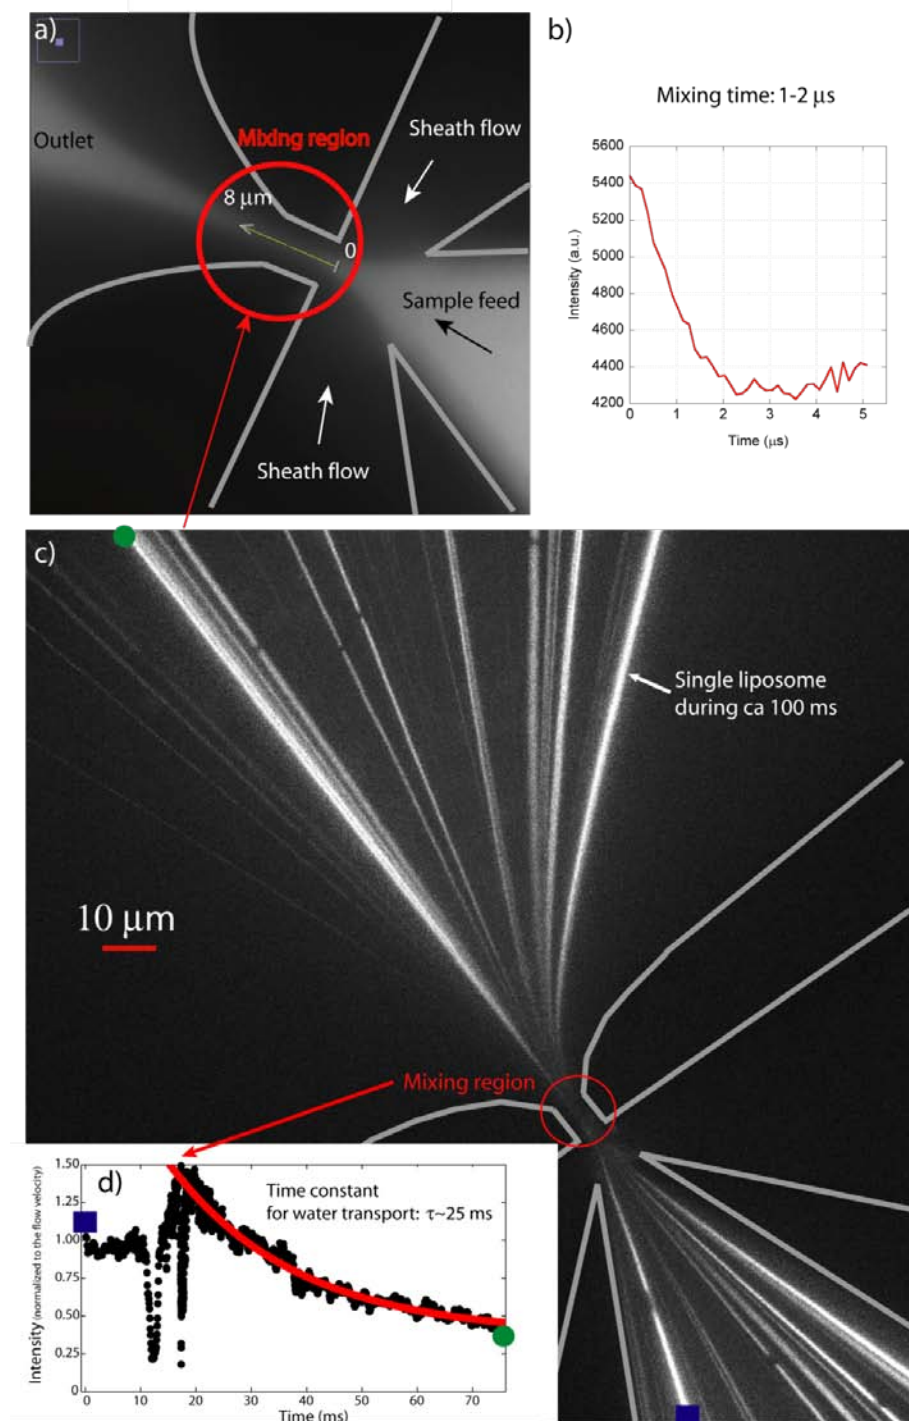 a)
Outlet
Mixing region
Sheath flow
8 μm
0
Sample feed
Sheath flow
b)
Mixing time: 1-2 μs
5600
5400
5200
5000
4800
4600
4400
4200
Intensity (a.u.)
0
1
2
3
4
5
Time (μs)
c)
Single liposome
during ca 100 ms
10 μm
Mixing region
d)
Time constant
for water transport: τ~25 ms
1.50
1.25
1.00
0.75
0.50
0.25
0
Intensity (normalized to the flow velocity)
0
10
20
30
40
50
60
70
Time (ms)